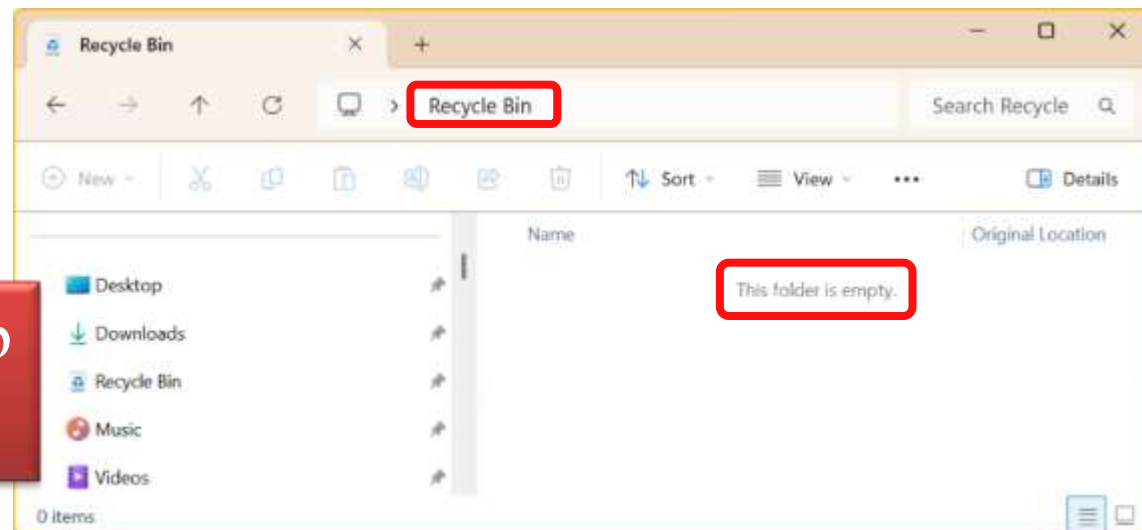 Recycle Bin
Recycle Bin
Search Recycle
New
Sort
View
Details
Name
Original Location
This folder is empty.
Desktop
Downloads
Recycle Bin
Music
Videos
0 items